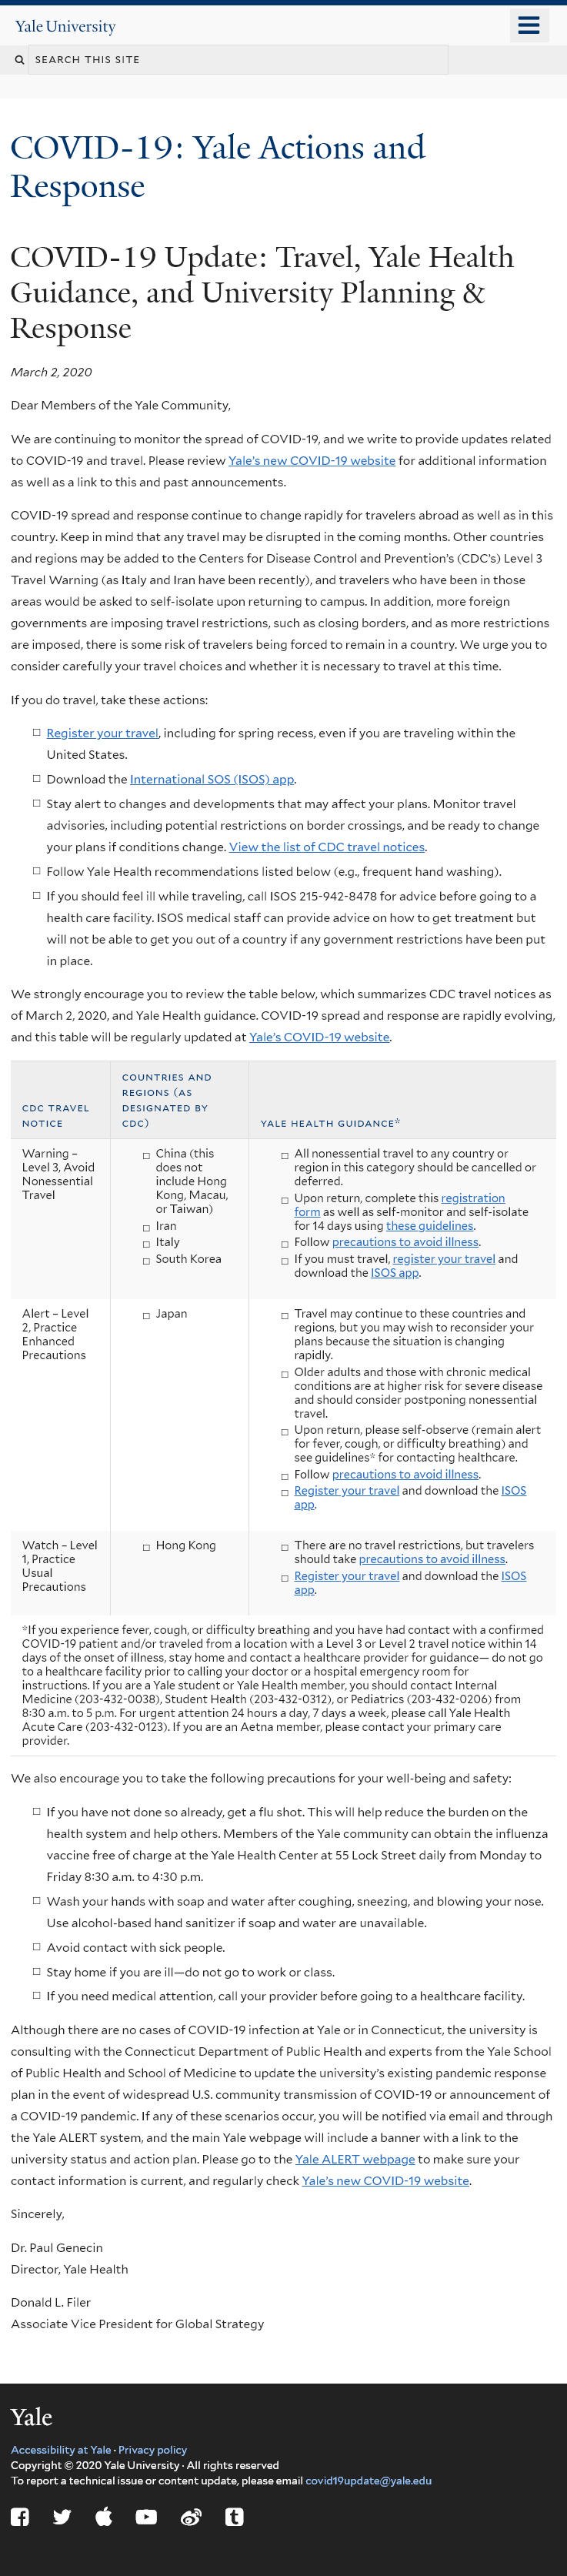 Yale University
SEARCH THIS SITE
COVID-19: Yale Actions and
Response
COVID-19 Update: Travel, Yale Health
Guidance, and University Planning &
Response
March 2, 2020
Dear Members of the Yale Community,
We are continuing to monitor the spread of COVID-19, and we write to provide updates related
to COVID-19 and travel. Please review Yale's new COVID-19 website for additional information
as well as a link to this and past announcements.
COVID-19 spread and response continue to change rapidly for travelers abroad as well as in this
country. Keep in mind that any travel may be disrupted in the coming months. Other countries
and regions may be added to the Centers for Disease Control and Prevention's (CDC's) Level 3
Travel Warning (as Italy and Iran have been recently), and travelers who have been in those
areas would be asked to self-isolate upon returning to campus. In addition, more foreign
governments are imposing travel restrictions, such as closing borders, and as more restrictions
are imposed, there is some risk of travelers being forced to remain in a country. We urge you to
consider carefully your travel choices and whether it is necessary to travel at this time.
If you do travel, take these actions:
Register your travel, including for spring recess, even if you are traveling within the
United States.
Download the International SOS (ISOS) app.
Stay alert to changes and developments that may affect your plans. Monitor travel
advisories, including potential restrictions on border crossings, and be ready to change
your plans if conditions change. View the list of CDC travel notices.
Follow Yale Health recommendations listed below (e.g., frequent hand washing).
If you should feel ill while traveling, call ISOS 215-942-8478 for advice before going to a
health care facility. ISOS medical staff can provide advice on how to get treatment but
will not be able to get you out of a country if any government restrictions have been put
in place.
We strongly encourage you to review the table below, which summarizes CDC travel notices as
of March 2, 2020, and Yale Health guidance. COVID-19 spread and response are rapidly evolving,
and this table will be regularly updated at Yale's COVID-19 website.
CDC TRAVEL
NOTICE
COUNTRIES AND
REGIONS (AS
DESIGNATED BY
CDC)
YALE HEALTH GUIDANCE*
Warning –
Level 3, Avoid
Nonessential
Travel
China (this
does not
include Hong
Kong, Macau,
or Taiwan)
Iran
Italy
South Korea
All nonessential travel to any country or
region in this category should be cancelled or
deferred.
Upon return, complete this registration
form as well as self-monitor and self-isolate
for 14 days using these guidelines.
Follow precautions to avoid illness.
If you must travel, register your travel and
download the ISOS app.
Alert – Level
2, Practice
Enhanced
Precautions
Japan
Travel may continue to these countries and
regions, but you may wish to reconsider your
plans because the situation is changing
rapidly.
Older adults and those with chronic medical
conditions are at higher risk for severe disease
and should consider postponing nonessential
travel.
Upon return, please self-observe (remain alert
for fever, cough, or difficulty breathing) and
see guidelines* for contacting healthcare.
Follow precautions to avoid illness.
Register your travel and download the ISOS
app.
Watch – Level
1, Practice
Usual
Precautions
Hong Kong
There are no travel restrictions, but travelers
should take precautions to avoid illness.
Register your travel and download the ISOS
app.
*If you experience fever, cough, or difficulty breathing and you have had contact with a confirmed
COVID-19 patient and/or traveled from a location with a Level 3 or Level 2 travel notice within 14
days of the onset of illness, stay home and contact a healthcare provider for guidance— do not go
to a healthcare facility prior to calling your doctor or a hospital emergency room for
instructions. If you are a Yale student or Yale Health member, you should contact Internal
Medicine (203-432-0038), Student Health (203-432-0312), or Pediatrics (203-432-0206) from
8:30 a.m. to 5 p.m. For urgent attention 24 hours a day, 7 days a week, please call Yale Health
Acute Care (203-432-0123). If you are an Aetna member, please contact your primary care
provider.
We also encourage you to take the following precautions for your well-being and safety:
If you have not done so already, get a flu shot. This will help reduce the burden on the
health system and help others. Members of the Yale community can obtain the influenza
vaccine free of charge at the Yale Health Center at 55 Lock Street daily from Monday to
Friday 8:30 a.m. to 4:30 p.m.
Wash your hands with soap and water after coughing, sneezing, and blowing your nose.
Use alcohol-based hand sanitizer if soap and water are unavailable.
Avoid contact with sick people.
Stay home if you are ill—do not go to work or class.
If you need medical attention, call your provider before going to a healthcare facility.
Although there are no cases of COVID-19 infection at Yale or in Connecticut, the university is
consulting with the Connecticut Department of Public Health and experts from the Yale School
of Public Health and School of Medicine to update the university's existing pandemic response
plan in the event of widespread U.S. community transmission of COVID-19 or announcement of
a COVID-19 pandemic. If any of these scenarios occur, you will be notified via email and through
the Yale ALERT system, and the main Yale webpage will include a banner with a link to the
university status and action plan. Please go to the Yale ALERT webpage to make sure your
contact information is current, and regularly check Yale's new COVID-19 website.
Sincerely,
Dr. Paul Genecin
Director, Yale Health
Donald L. Filer
Associate Vice President for Global Strategy
Yale
Accessibility at Yale · Privacy policy
Copyright © 2020 Yale University · All rights reserved
To report a technical issue or content update, please email covid19update@yale.edu